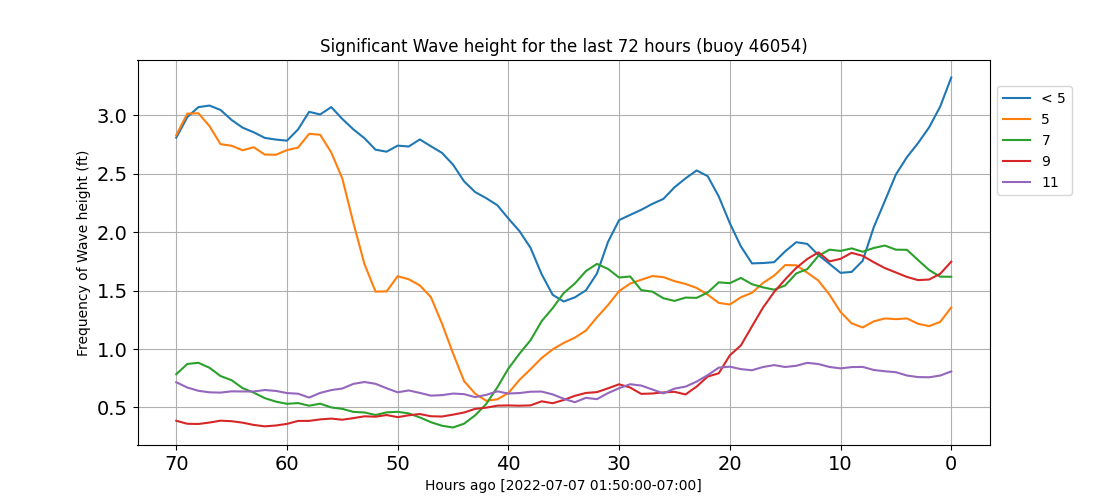 Significant Wave height for the last 72 hours (buoy 46054)
Frequency of Wave height (ft)
3.0
2.5
2.0
1.5
1.0
0.5
70 60 50 40 30 20 10 0
Hours ago [2022-07-07 01:50:00-07:00]
< 5
5
7
9
11